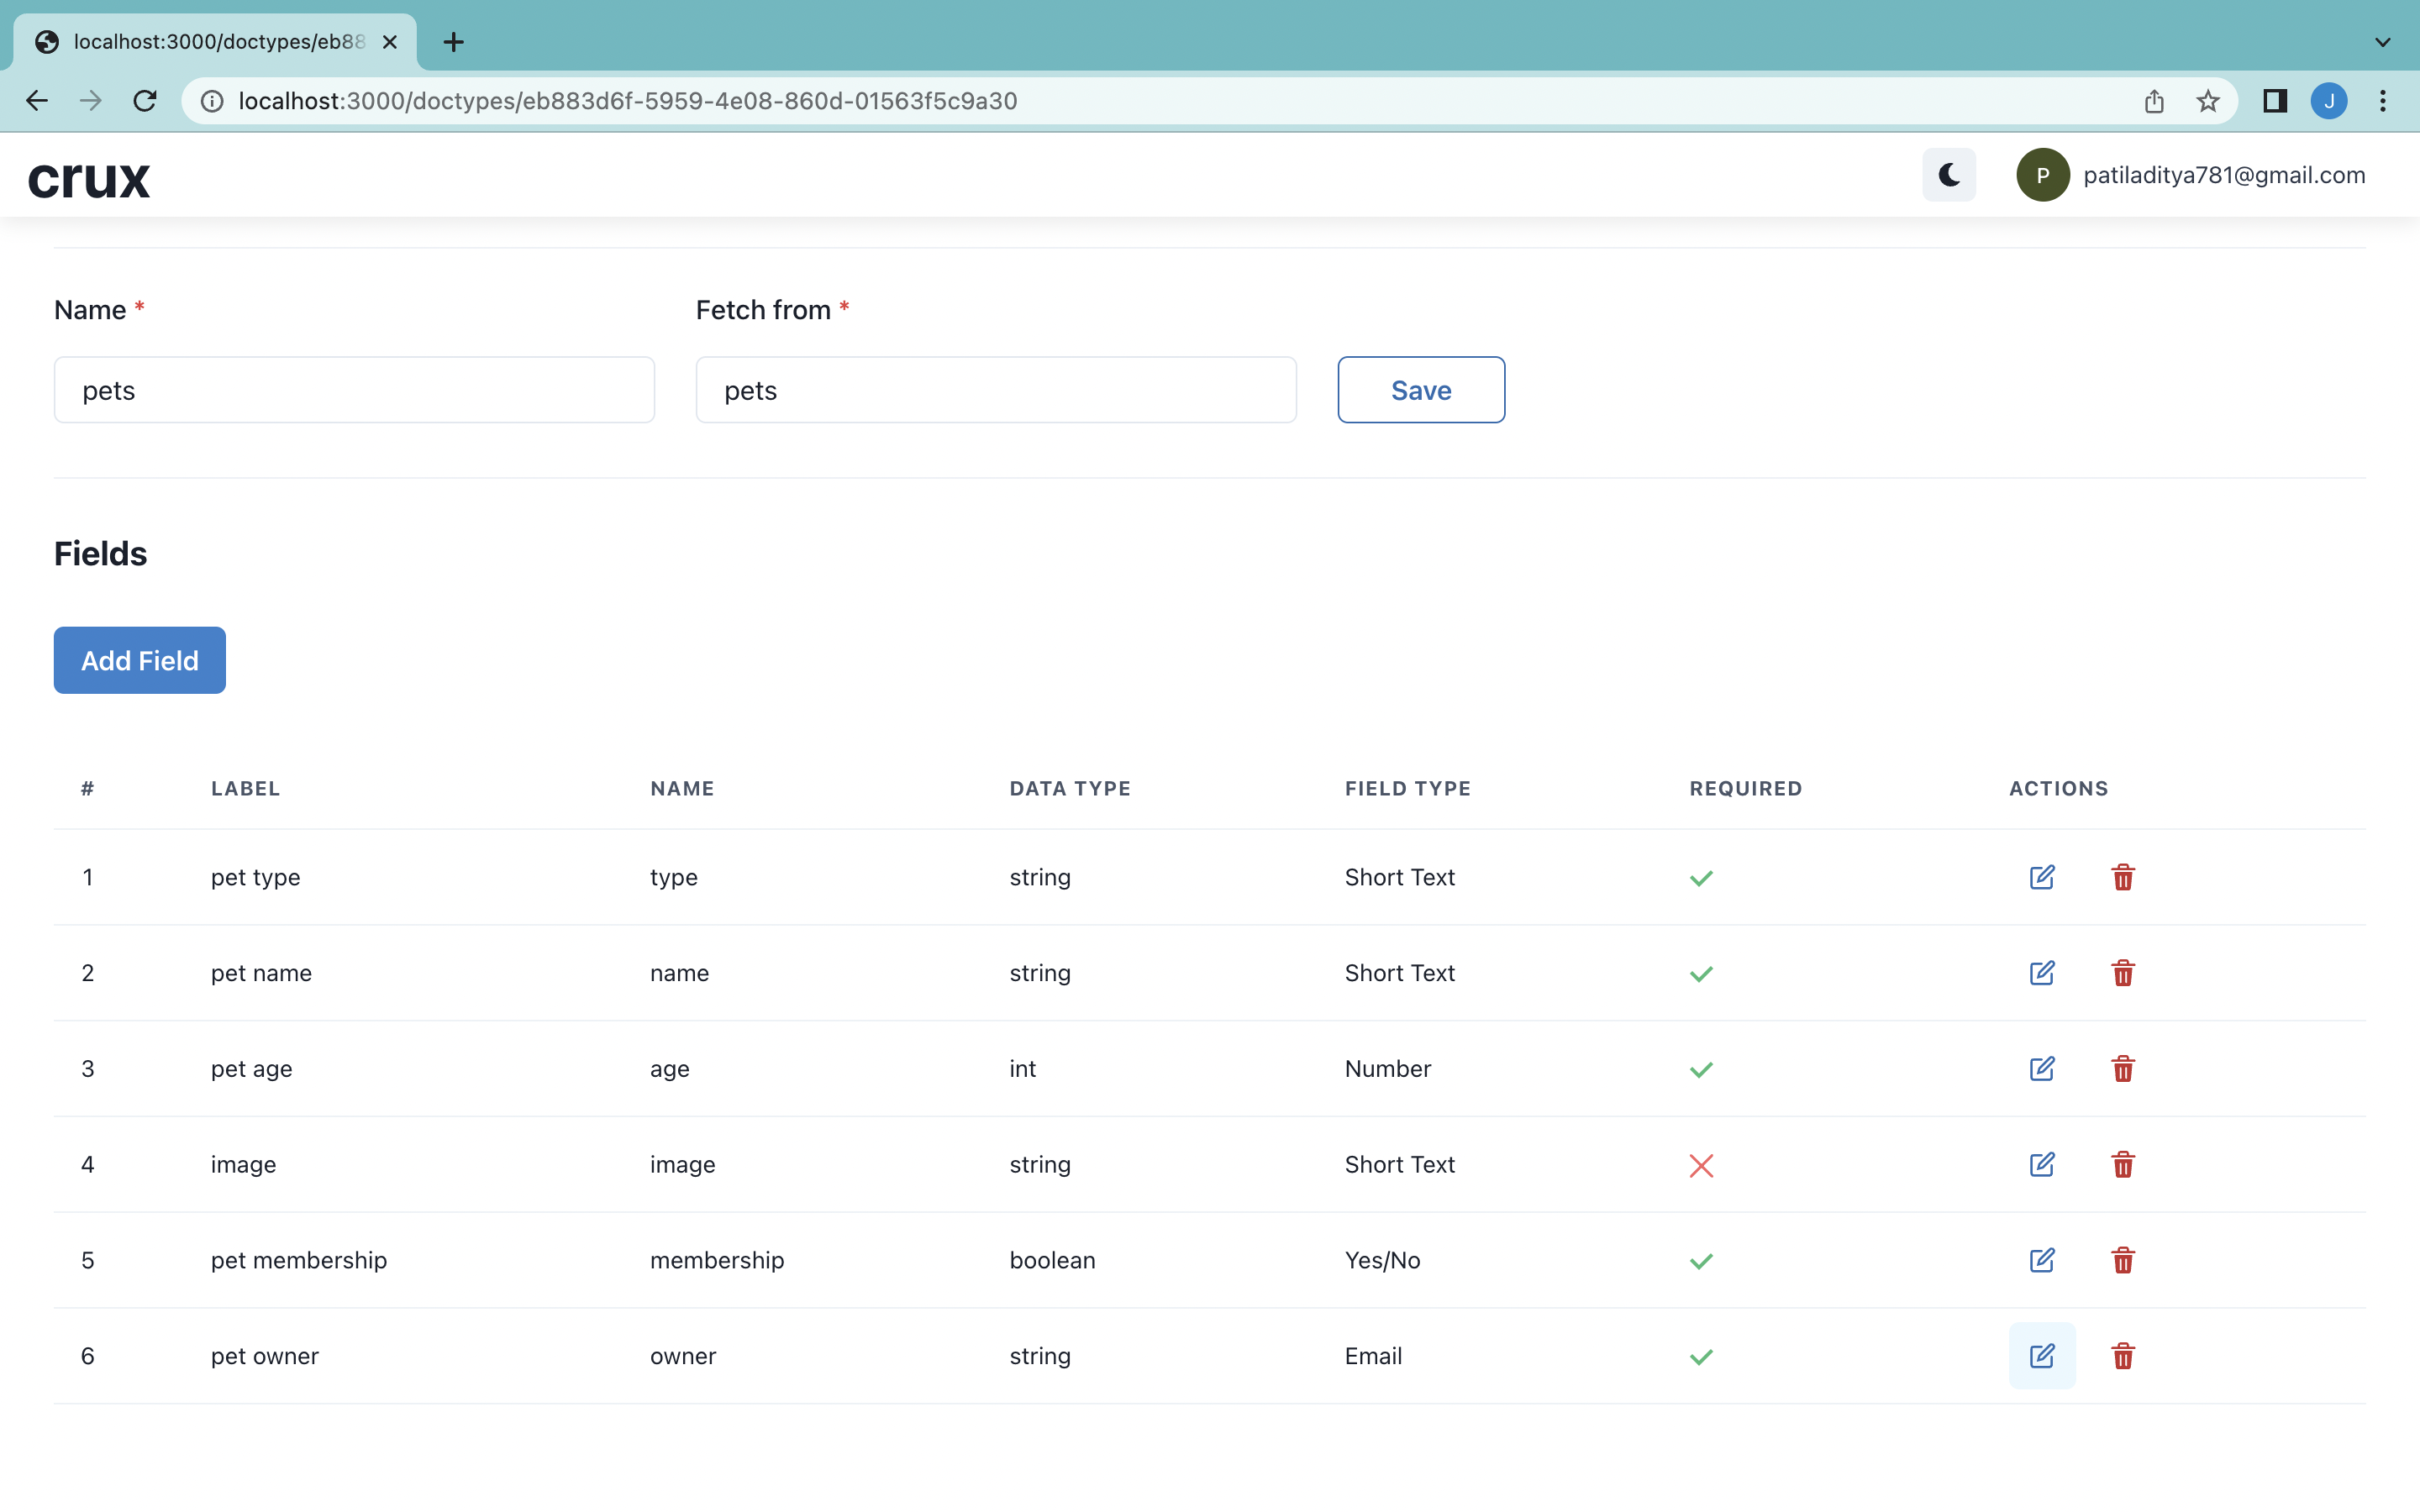 localhost:3000/doctypes/eb88
localhost:3000/doctypes/eb883d6f-5959-4e08-860d-01563f5c9a30
J
crux
P patiladitya781@gmail.com
Name * Fetch from *
pets pets Save
Fields
Add Field
# LABEL NAME DATA TYPE FIELD TYPE REQUIRED ACTIONS
1 pet type type string Short Text
2 pet name name string Short Text
3 pet age age int Number
4 image image string Short Text
5 pet membership membership boolean Yes/No
6 pet owner owner string Email